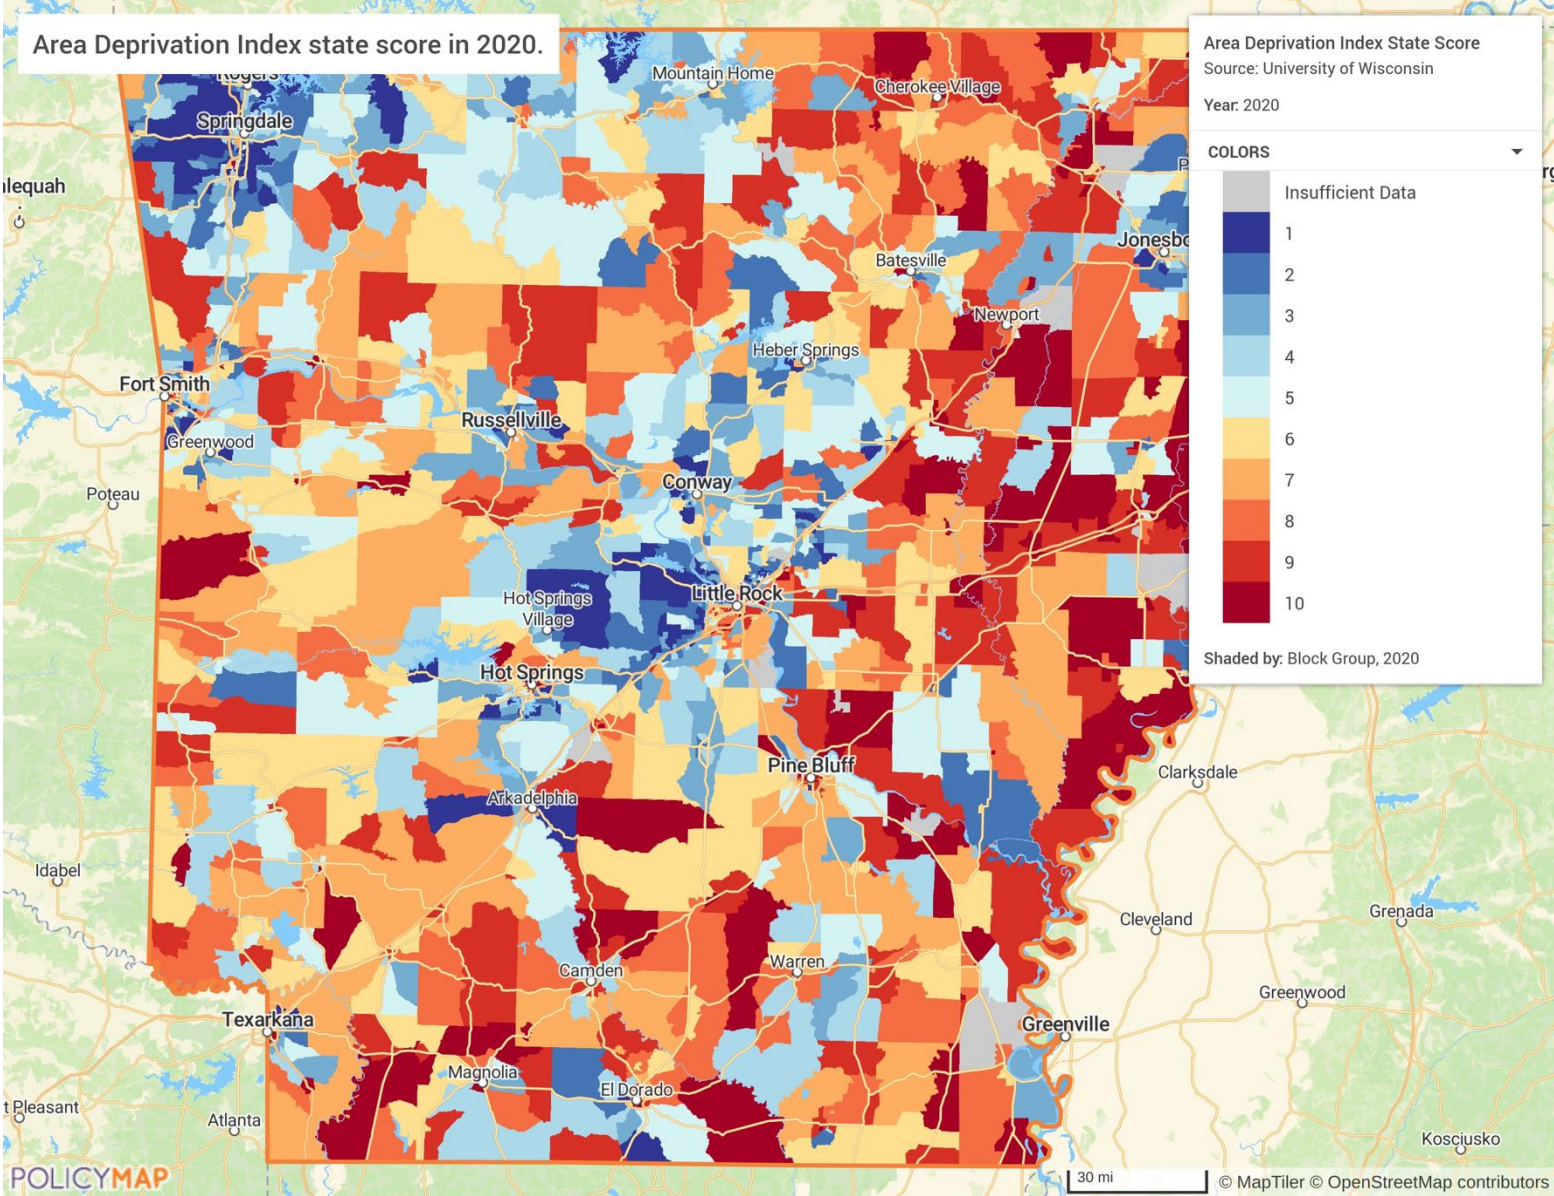 Area Deprivation Index state score in 2020.
Area Deprivation Index State Score
Source: University of Wisconsin
Year: 2020
COLORS
Insufficient Data
1
2
3
4
5
6
7
8
9
10
Shaded by: Block Group, 2020
Rogers
Mountain Home
Cherokee Village
Springdale
alequah
Jonesbo
Batesville
Newport
Heber Springs
Fort Smith
Russellville
Greenwood
Conway
Poteau
Little Rock
Hot Springs
Village
Hot Springs
Pine Bluff
Clarksdale
Arkadelphia
Idabel
Cleveland
Grenada
Warren
Camden
Greenwood
Texarkana
Greenville
Magnolia
El Dorado
t Pleasant
Atlanta
Kosciusko
POLICYMAP
30 mi
© MapTiler © OpenStreetMap contributors